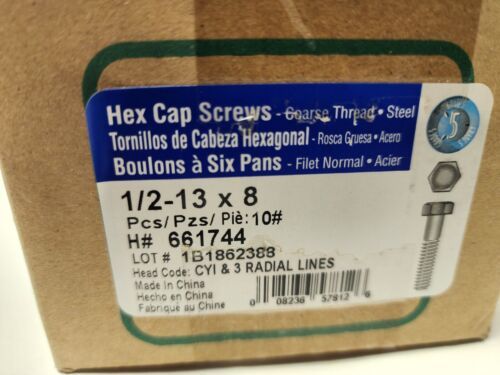 Hex Cap Screws - Coarse Thread • Steel
Tornillos de Cabeza Hexagonal - Rosca Gruesa • Acero
Boulons à Six Pans - Filet Normal • Acier
5
1/2-13 x 8
Pcs/Pzs/Piè: 10#
H# 661744
LOT # 1B1862388
Head Code: CYI & 3 RADIAL LINES
Made in China
Hecho en China
Fabriqué au Chine
0 08236 57812 6